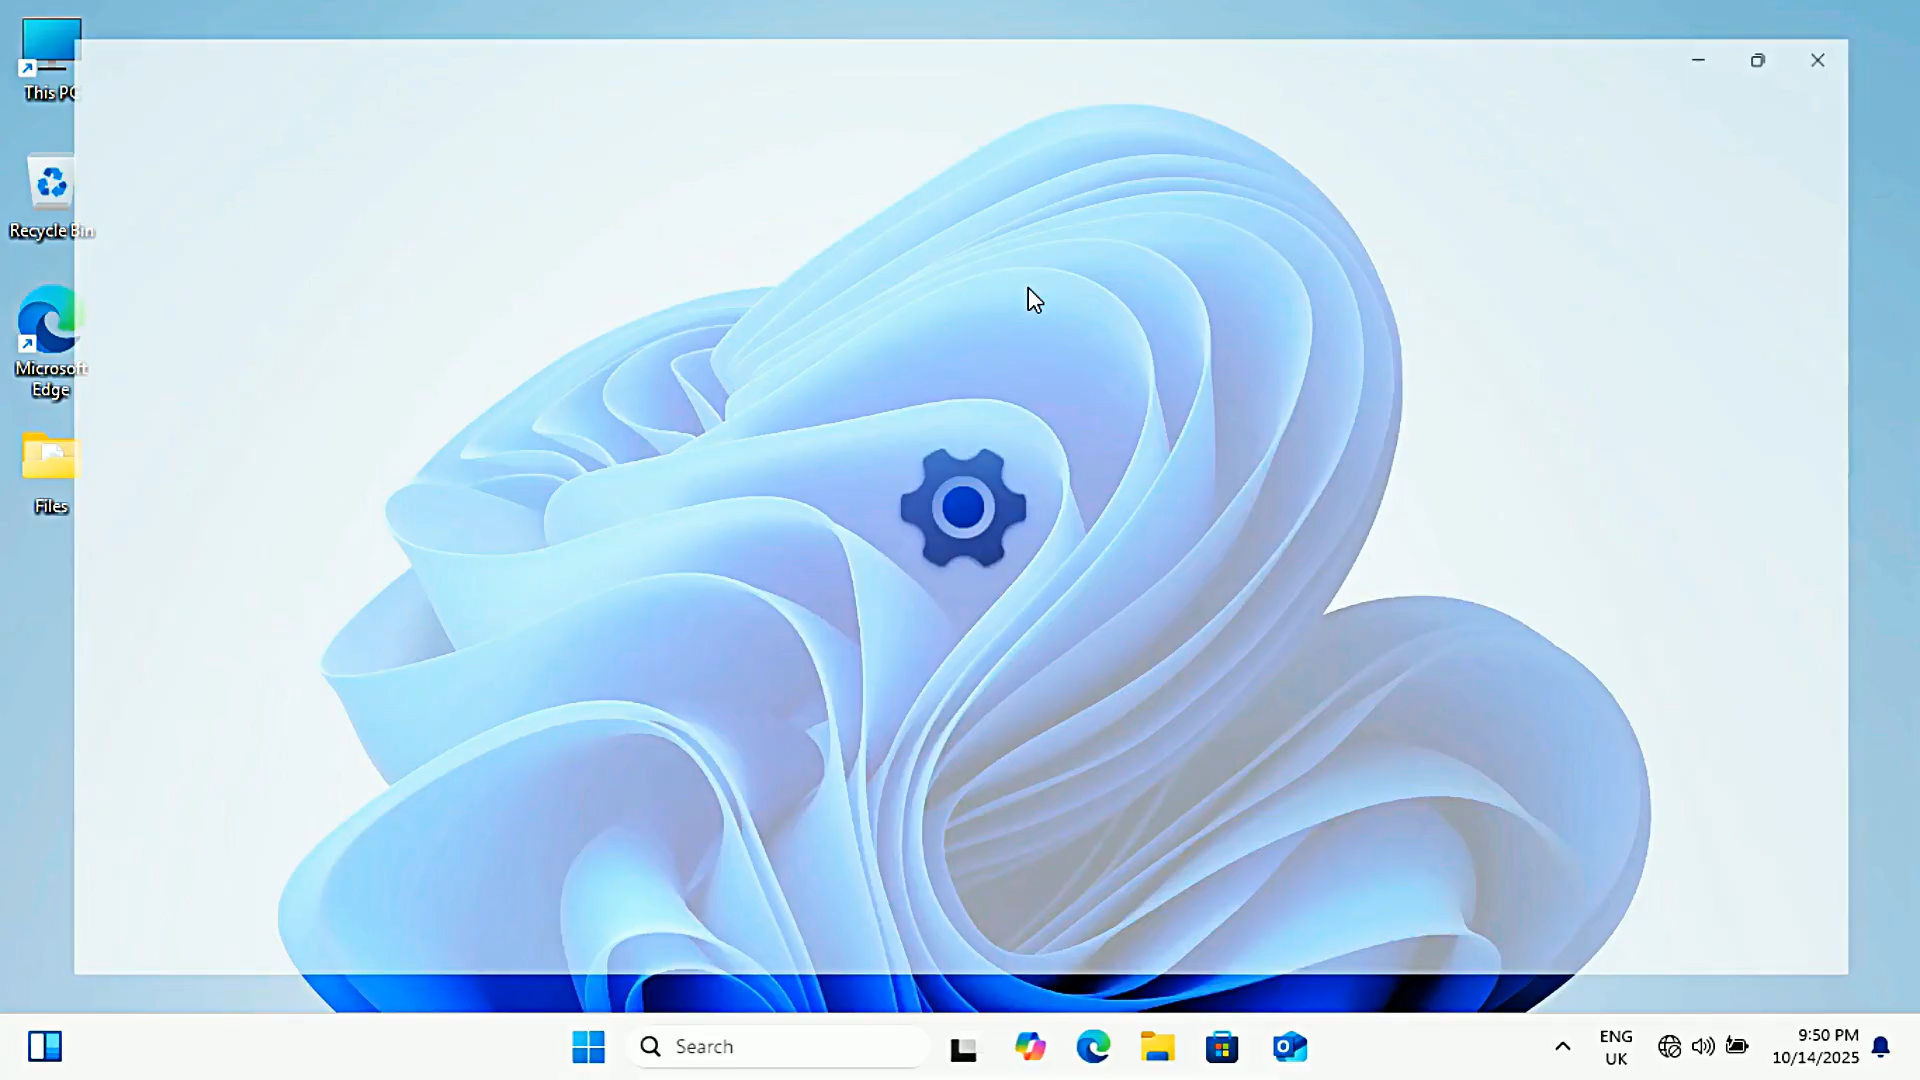 This PC
Recycle Bin
Microsoft
Edge
Files
Search
ENG
UK
9:50 PM
10/14/2025